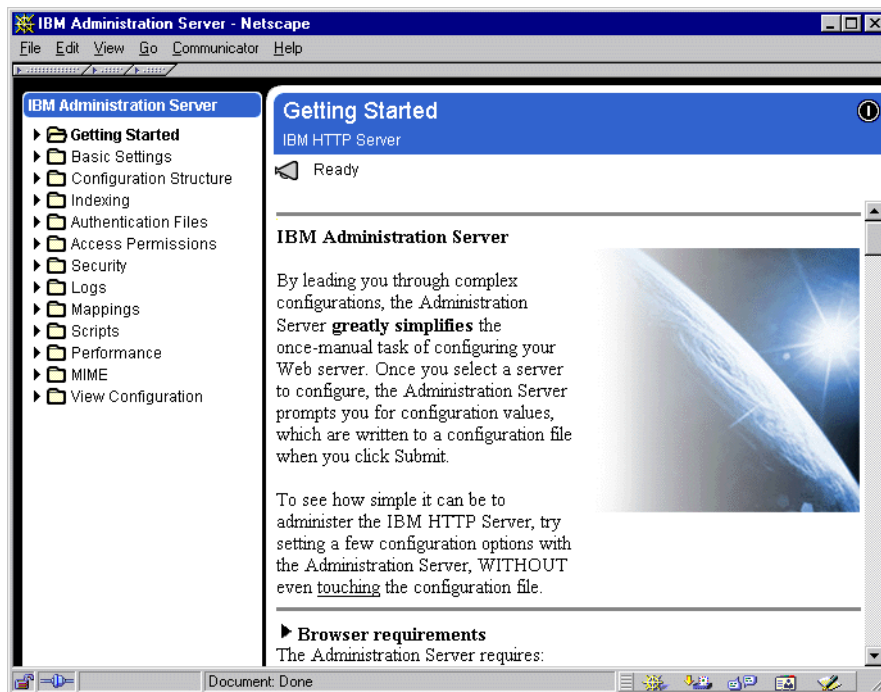 IBM Administration Server - Netscape
File Edit View Go Communicator Help
IBM Administration Server
Getting Started
Basic Settings
Configuration Structure
Indexing
Authentication Files
Access Permissions
Security
Logs
Mappings
Scripts
Performance
MIME
View Configuration
Getting Started
IBM HTTP Server
Ready
IBM Administration Server
By leading you through complex
configurations, the Administration
Server greatly simplifies the
once-manual task of configuring your
Web server. Once you select a server
to configure, the Administration Server
prompts you for configuration values,
which are written to a configuration file
when you click Submit.
To see how simple it can be to
administer the IBM HTTP Server, try
setting a few configuration options with
the Administration Server, WITHOUT
even touching the configuration file.
Browser requirements
The Administration Server requires:
Document: Done